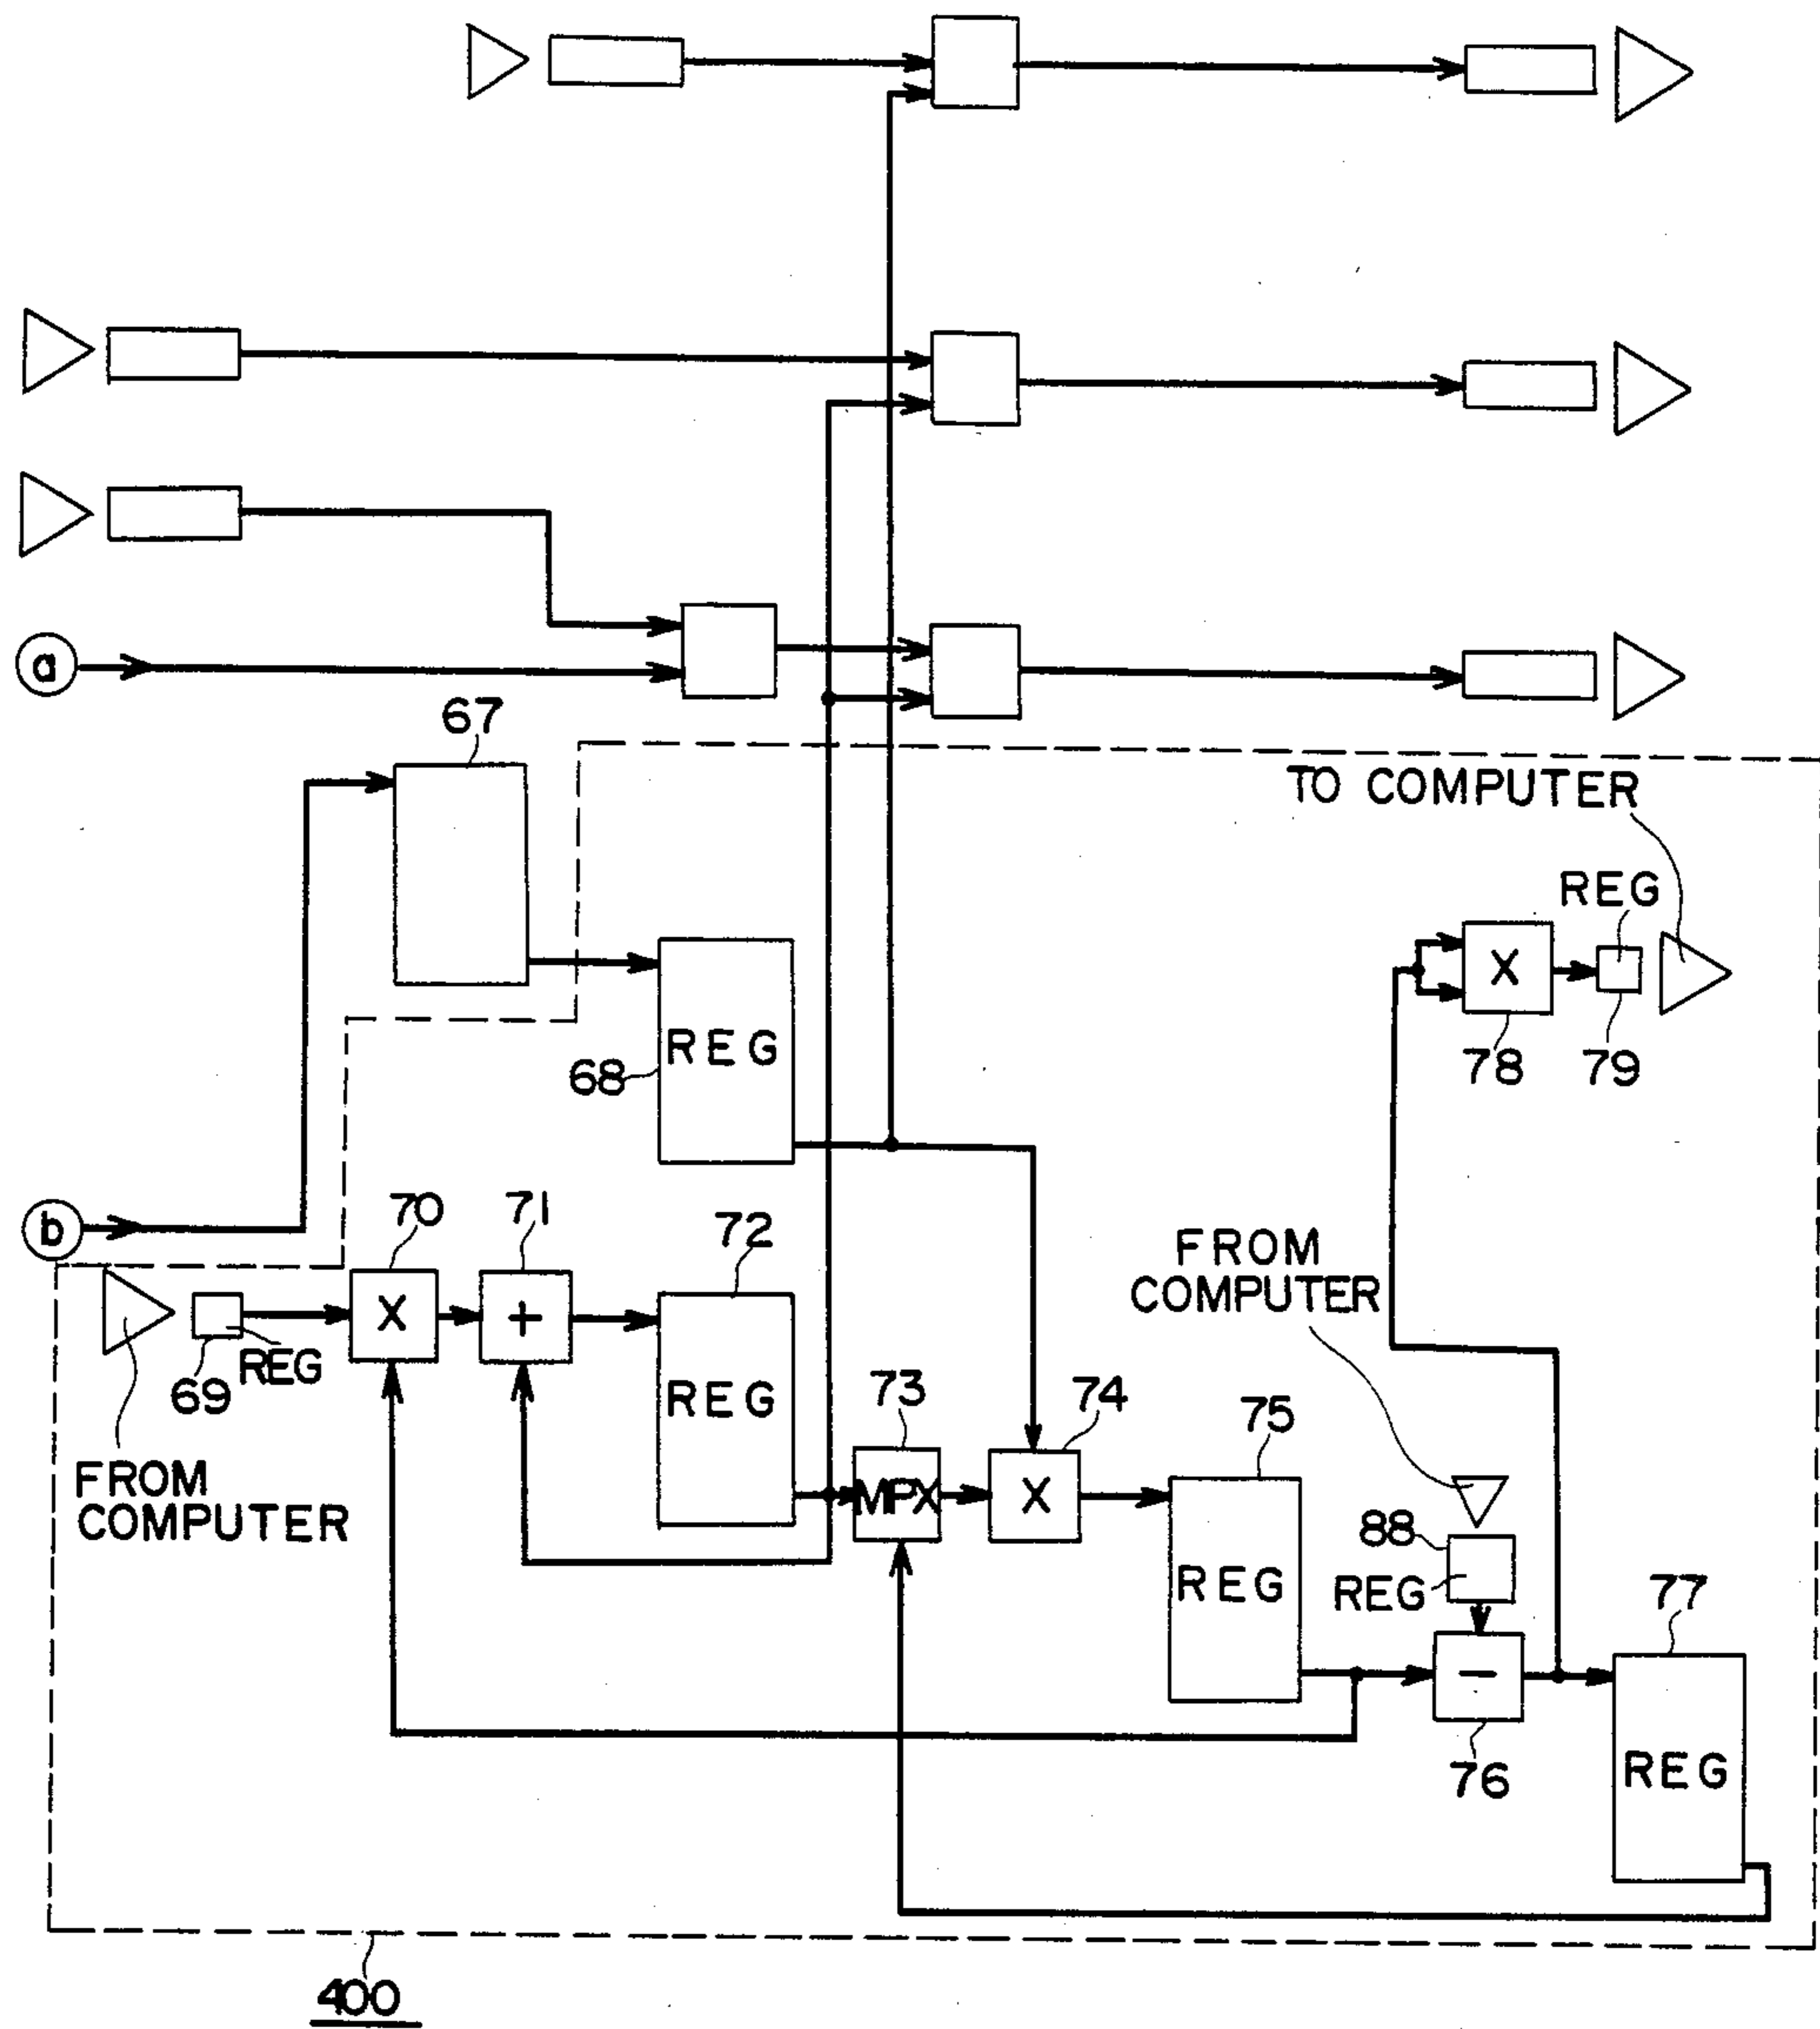 a
67
TO COMPUTER
REG
REG
68
78
79
b
70
71
72
FROM
COMPUTER
X
X
+
69
REG
REG
73
74
75
FROM
COMPUTER
MPX
X
88
REG
REG
77
−
76
REG
400